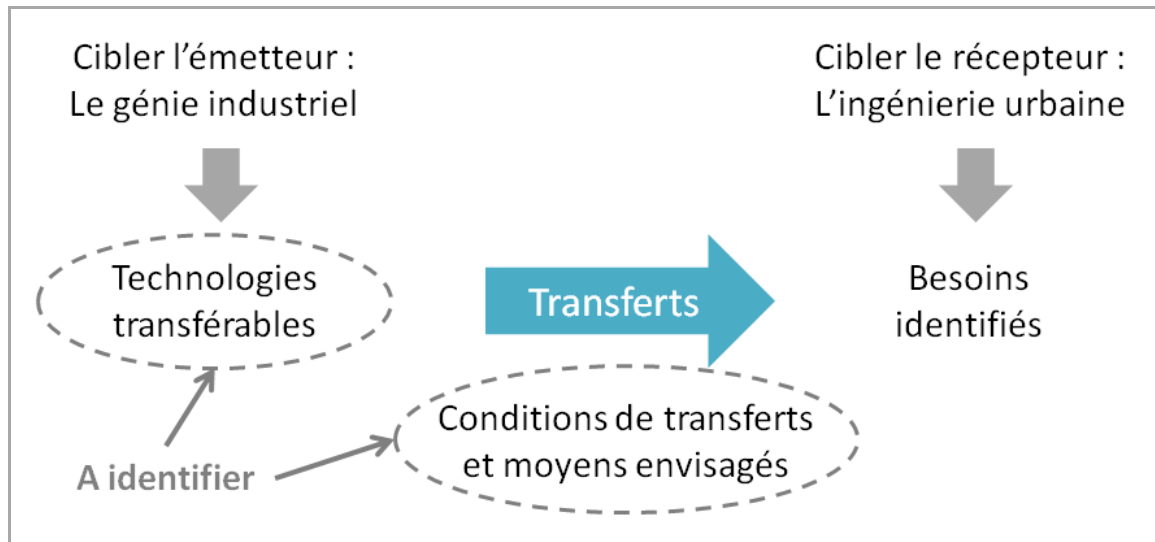 Cibler l’émetteur :
Le génie industriel
Cibler le récepteur :
L’ingénierie urbaine
Technologies
transférables
Transferts
Besoins
identifiés
Conditions de transferts
et moyens envisagés
A identifier